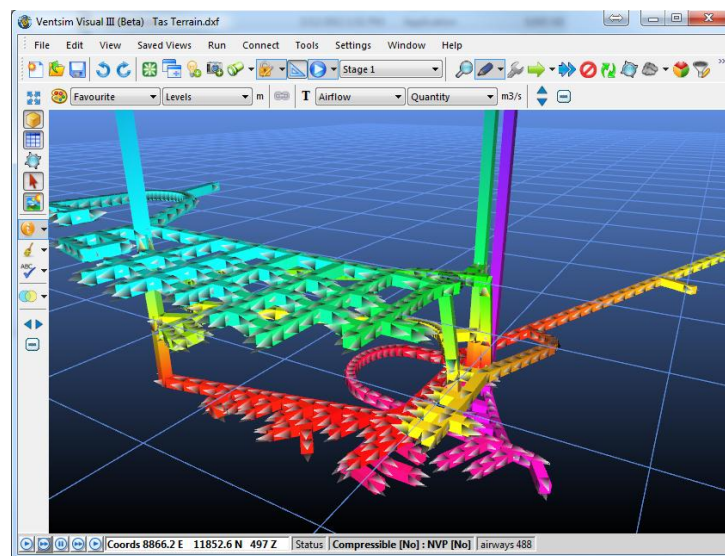 Ventsim Visual III (Beta) Tas Terrain.dxf
File Edit View Saved Views Run Connect Tools Settings Window Help
Stage 1
Favourite Levels m T Airflow Quantity m3/s
ABC
Coords 8866.2 E 11852.6 N 497 Z Status Compressible [No] : NVP [No] airways 488